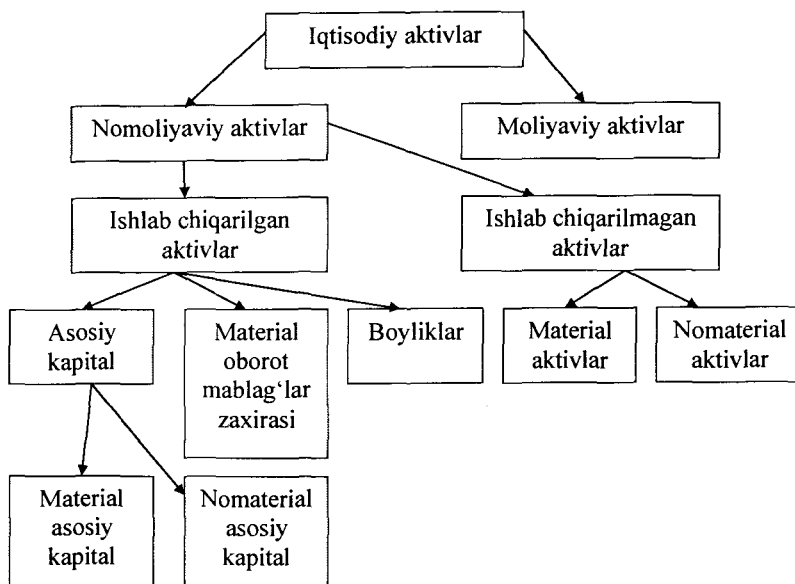 Iqtisodiy aktivlar
Nomoliyaviy aktivlar
Moliyaviy aktivlar
Ishlab chiqarilgan
aktivlar
Ishlab chiqarilmagan
aktivlar
Asosiy
kapital
Material
oborot
mablag‘lar
zaxirasi
Boyliklar
Material
aktivlar
Nomaterial
aktivlar
Material
asosiy
kapital
Nomaterial
asosiy
kapital